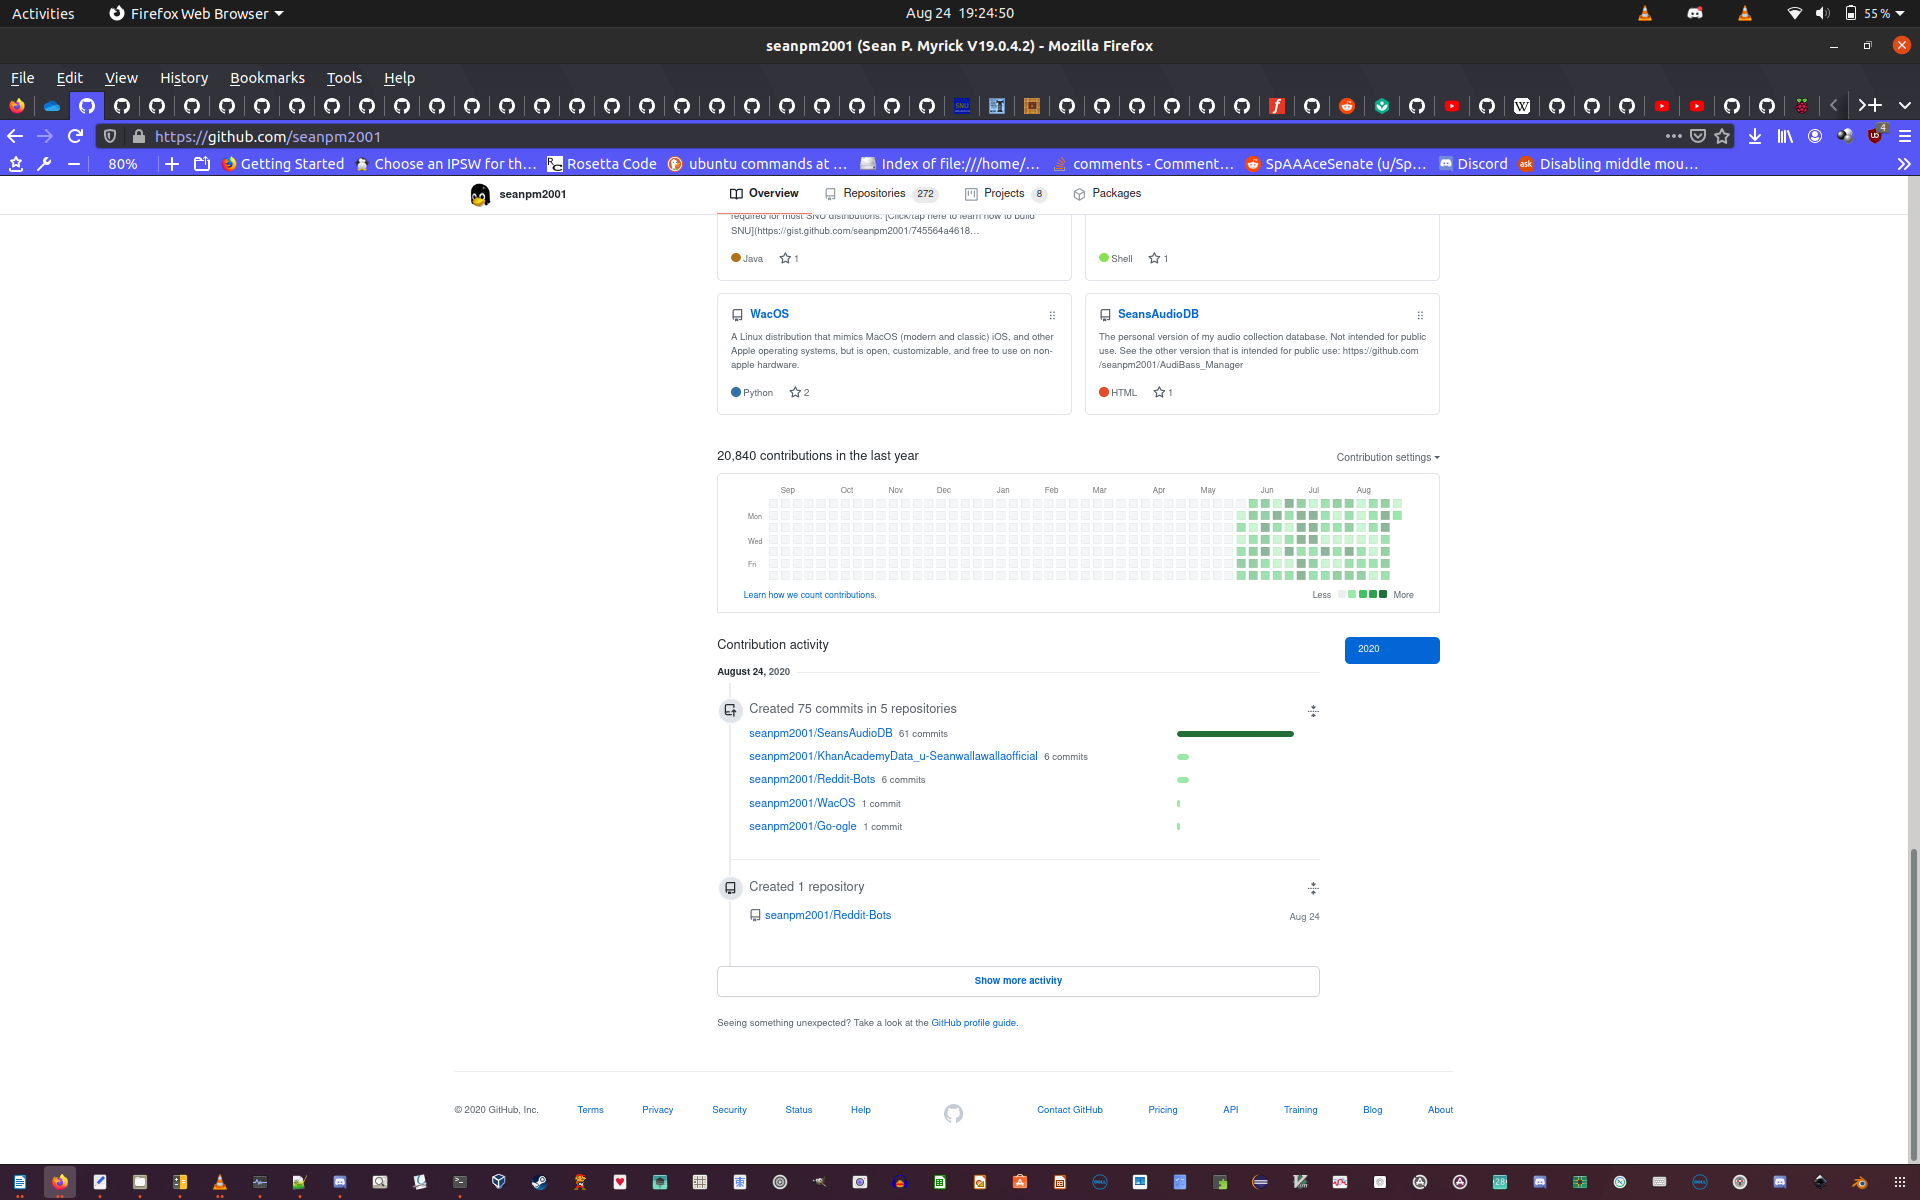 Activities
Firefox Web Browser
Aug 24 19:24:50
55 %
seanpm2001 (Sean P. Myrick V19.0.4.2) - Mozilla Firefox
File Edit View History Bookmarks Tools Help
https://github.com/seanpm2001
4
80%
Getting Started
Choose an IPSW for th…
Rosetta Code
ubuntu commands at …
Index of file:///home/…
comments - Comment…
SpAAAceSenate (u/Sp…
Discord
Disabling middle mou…
seanpm2001
Overview
Repositories 272
Projects 8
Packages
required for most SNU distributions. [Click/tap here to learn how to build
SNU](https://gist.github.com/seanpm2001/745564a4618…
Java 1
Shell 1
WacOS
A Linux distribution that mimics MacOS (modern and classic) iOS, and other
Apple operating systems, but is open, customizable, and free to use on non-
apple hardware.
Python 2
SeansAudioDB
The personal version of my audio collection database. Not intended for public
use. See the other version that is intended for public use: https://github.com
/seanpm2001/AudiBass_Manager
HTML 1
20,840 contributions in the last year
Contribution settings
Sep Oct Nov Dec Jan Feb Mar Apr May Jun Jul Aug
Mon
Wed
Fri
Learn how we count contributions.
Less More
Contribution activity
2020
August 24, 2020
Created 75 commits in 5 repositories
seanpm2001/SeansAudioDB 61 commits
seanpm2001/KhanAcademyData_u-Seanwallawallaofficial 6 commits
seanpm2001/Reddit-Bots 6 commits
seanpm2001/WacOS 1 commit
seanpm2001/Go-ogle 1 commit
Created 1 repository
seanpm2001/Reddit-Bots
Aug 24
Show more activity
Seeing something unexpected? Take a look at the GitHub profile guide.
© 2020 GitHub, Inc. Terms Privacy Security Status Help Contact GitHub Pricing API Training Blog About